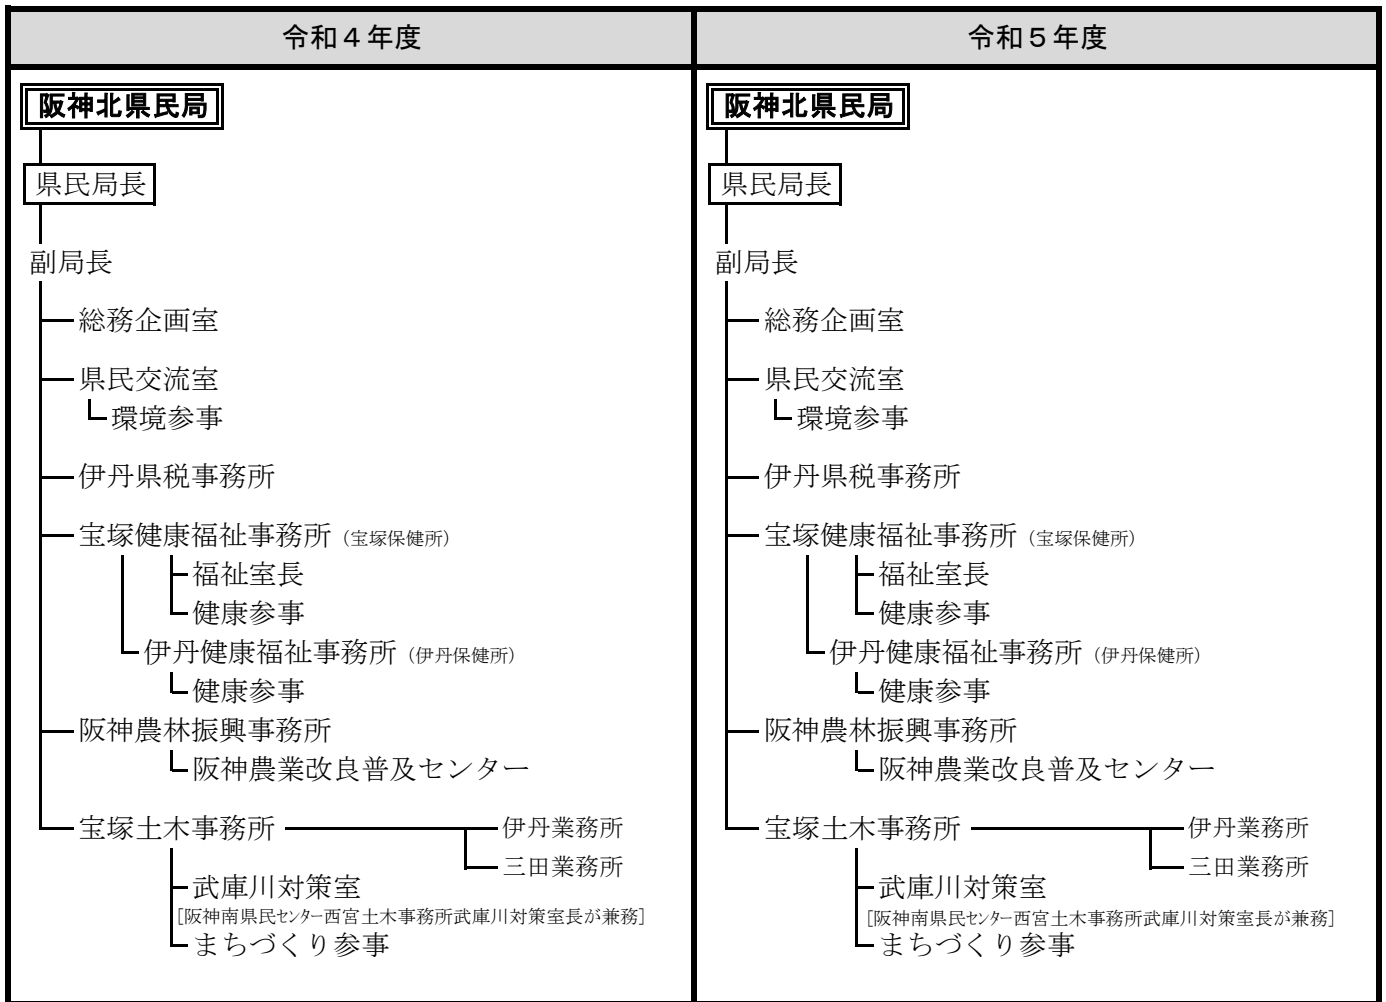 令和４年度
阪神北県民局
県民局長
副局長
総務企画室
県民交流室
環境参事
伊丹県税事務所
宝塚健康福祉事務所（宝塚保健所）
福祉室長
健康参事
伊丹健康福祉事務所（伊丹保健所）
健康参事
阪神農林振興事務所
阪神農業改良普及センター
宝塚土木事務所 伊丹業務所
三田業務所
武庫川対策室
[阪神南県民センター西宮土木事務所武庫川対策室長が兼務]
まちづくり参事
令和５年度
阪神北県民局
県民局長
副局長
総務企画室
県民交流室
環境参事
伊丹県税事務所
宝塚健康福祉事務所（宝塚保健所）
福祉室長
健康参事
伊丹健康福祉事務所（伊丹保健所）
健康参事
阪神農林振興事務所
阪神農業改良普及センター
宝塚土木事務所 伊丹業務所
三田業務所
武庫川対策室
[阪神南県民センター西宮土木事務所武庫川対策室長が兼務]
まちづくり参事